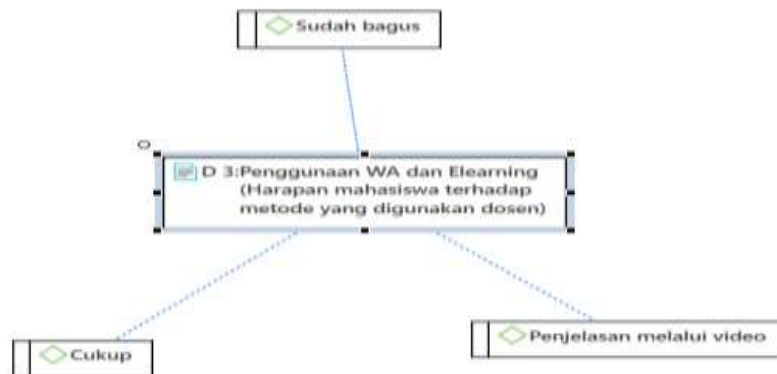 Sudah bagus
D 3:Penggunaan WA dan Elearning
(Harapan mahasiswa terhadap
metode yang digunakan dosen)
Cukup
Penjelasan melalui video